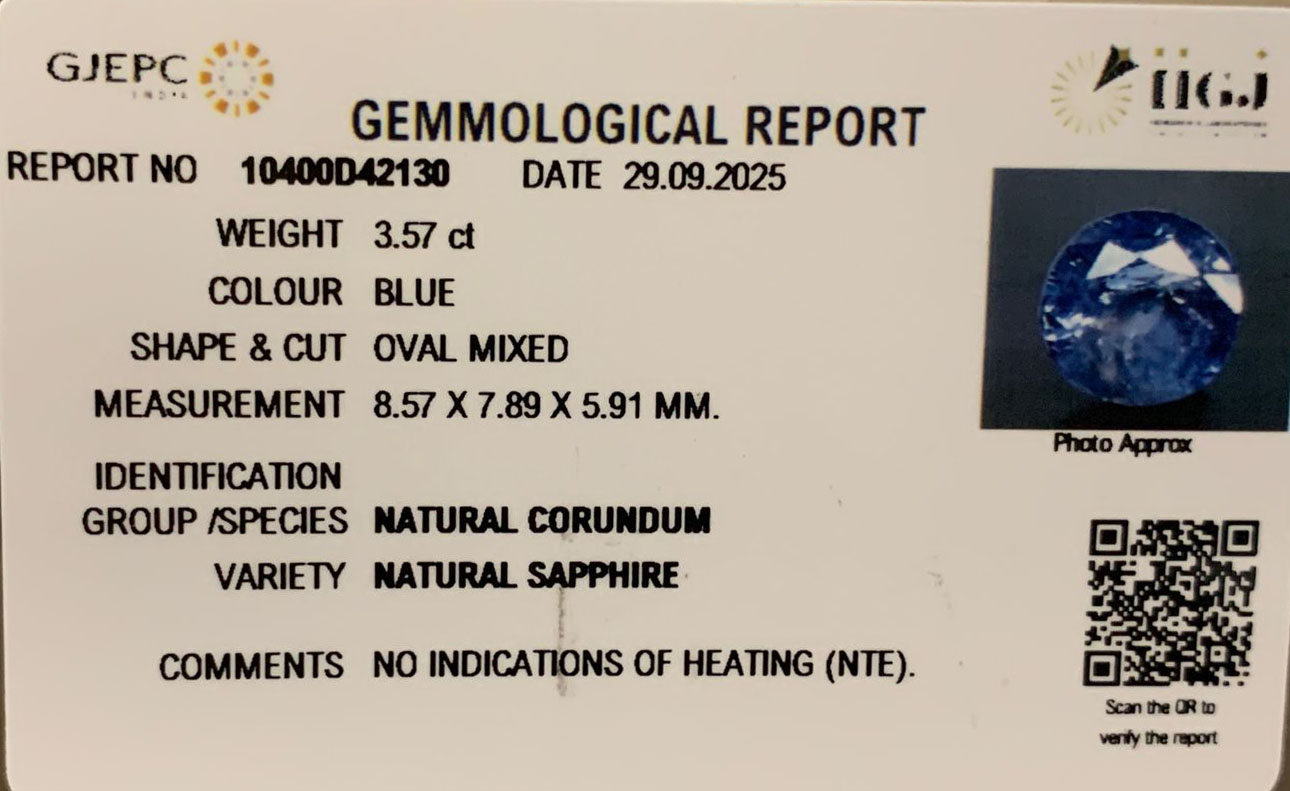 GJEPC
INDIA
IIGJ
GEMMOLOGICAL REPORT
REPORT NO 10400D42130 DATE 29.09.2025
WEIGHT 3.57 ct
COLOUR BLUE
SHAPE & CUT OVAL MIXED
MEASUREMENT 8.57 X 7.89 X 5.91 MM.
IDENTIFICATION
GROUP /SPECIES NATURAL CORUNDUM
VARIETY NATURAL SAPPHIRE
COMMENTS NO INDICATIONS OF HEATING (NTE).
Photo Approx
Scan the QR to
verify the report